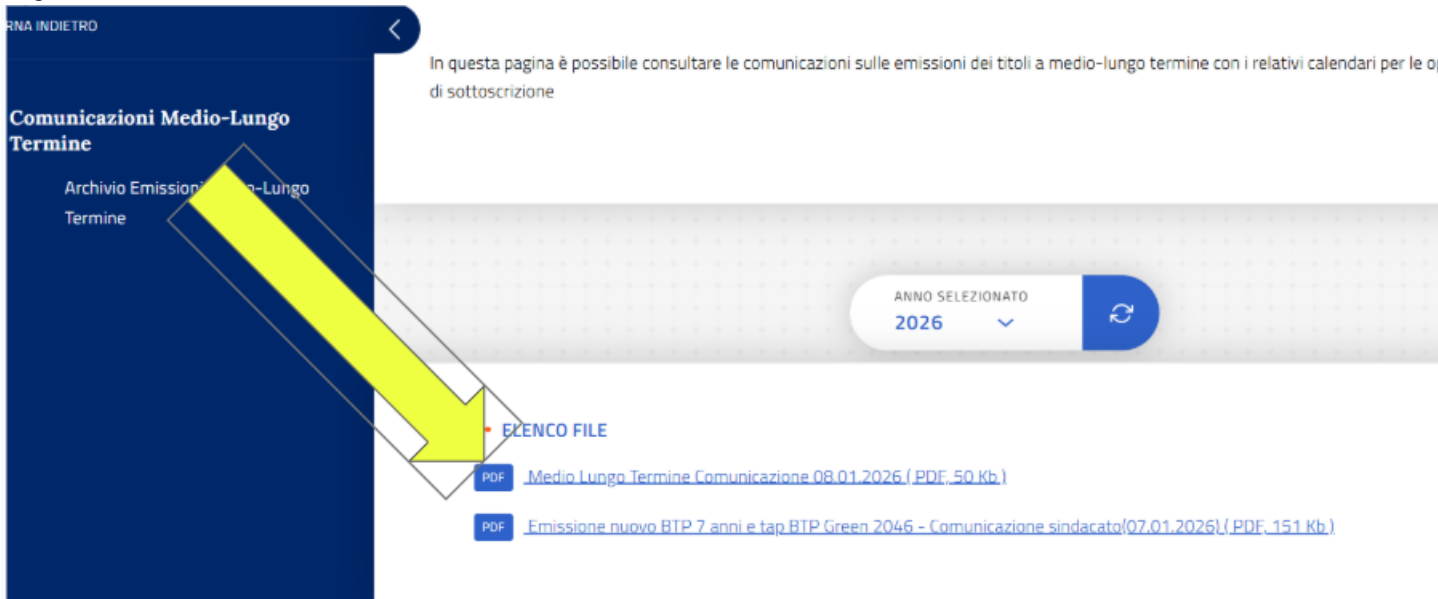 RNA INDIETRO
In questa pagina è possibile consultare le comunicazioni sulle emissioni dei titoli a medio-lungo termine con i relativi calendari per le
di sottoscrizione
Comunicazioni Medio-Lungo
Termine
Archivio Emissioni -Lungo
Termine
ANNO SELEZIONATO
2026
ELENCO FILE
PDF Medio Lungo Termine Comunicazione 08.01.2026 ( PDF, 50 Kb )
PDF Emissione nuovo BTP 7 anni e tap BTP Green 2046 - Comunicazione sindacato(07.01.2026) ( PDF, 151 Kb )